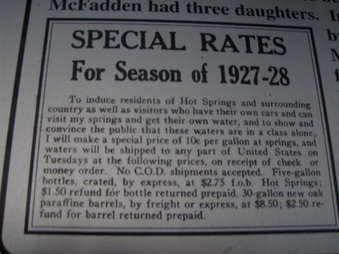 McFadden had three daughters. I
SPECIAL RATES
For Season of 1927-28
To induce residents of Hot Springs and surrounding
country as well as visitors who have their own cars and can
visit my springs and get their own water, and to show and
convince the public that these waters are in a class alone,
I will make a special price of 10c per gallon at springs, and
waters will be shipped to any part of United States on
Tuesdays at the following prices, on receipt of check or
money order. No C.O.D. shipments accepted. Five-gallon
bottles, crated, by express, at $2.75 f.o.b. Hot Springs;
$1.50 refund for bottle returned prepaid. 30-gallon new oak
paraffine barrels, by freight or express, at $8.50; $2.50 re-
fund for barrel returned prepaid.